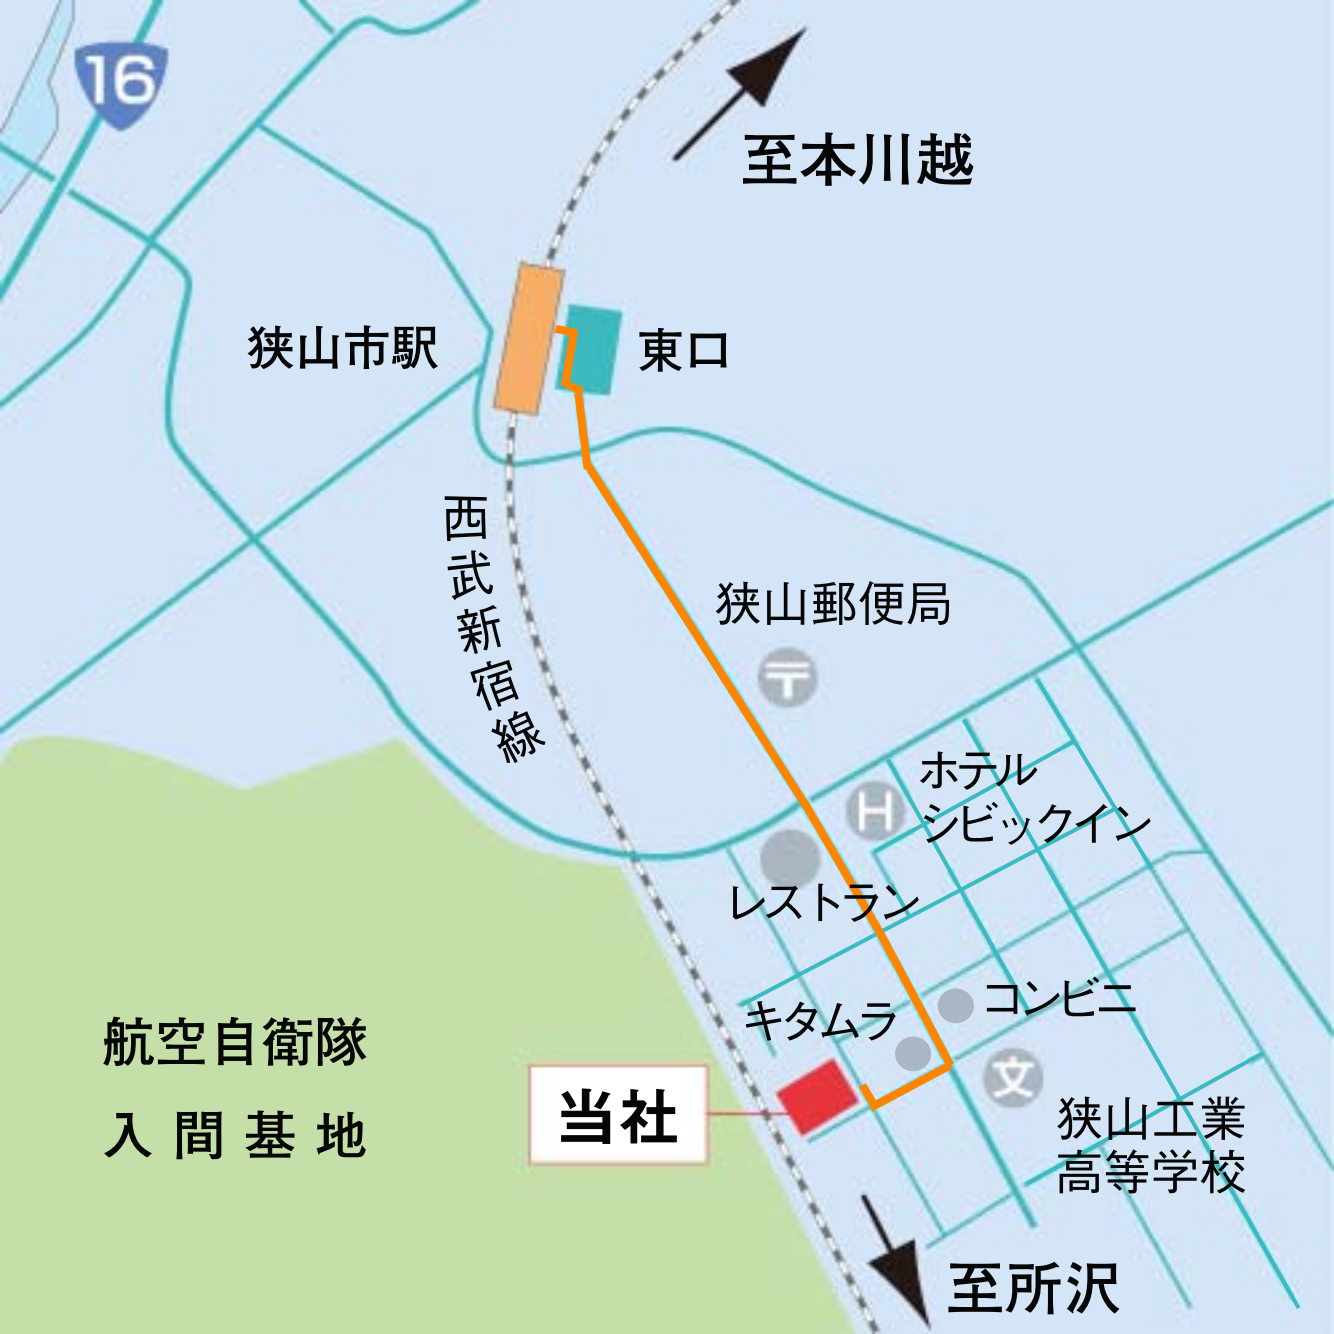 16
至本川越
狭山市駅
東口
西武新宿線
狭山郵便局
〒
ホテル
シビックイン
H
レストラン
キタムラ
コンビニ
文
狭山工業
高等学校
航空自衛隊
入間基地
当社
至所沢